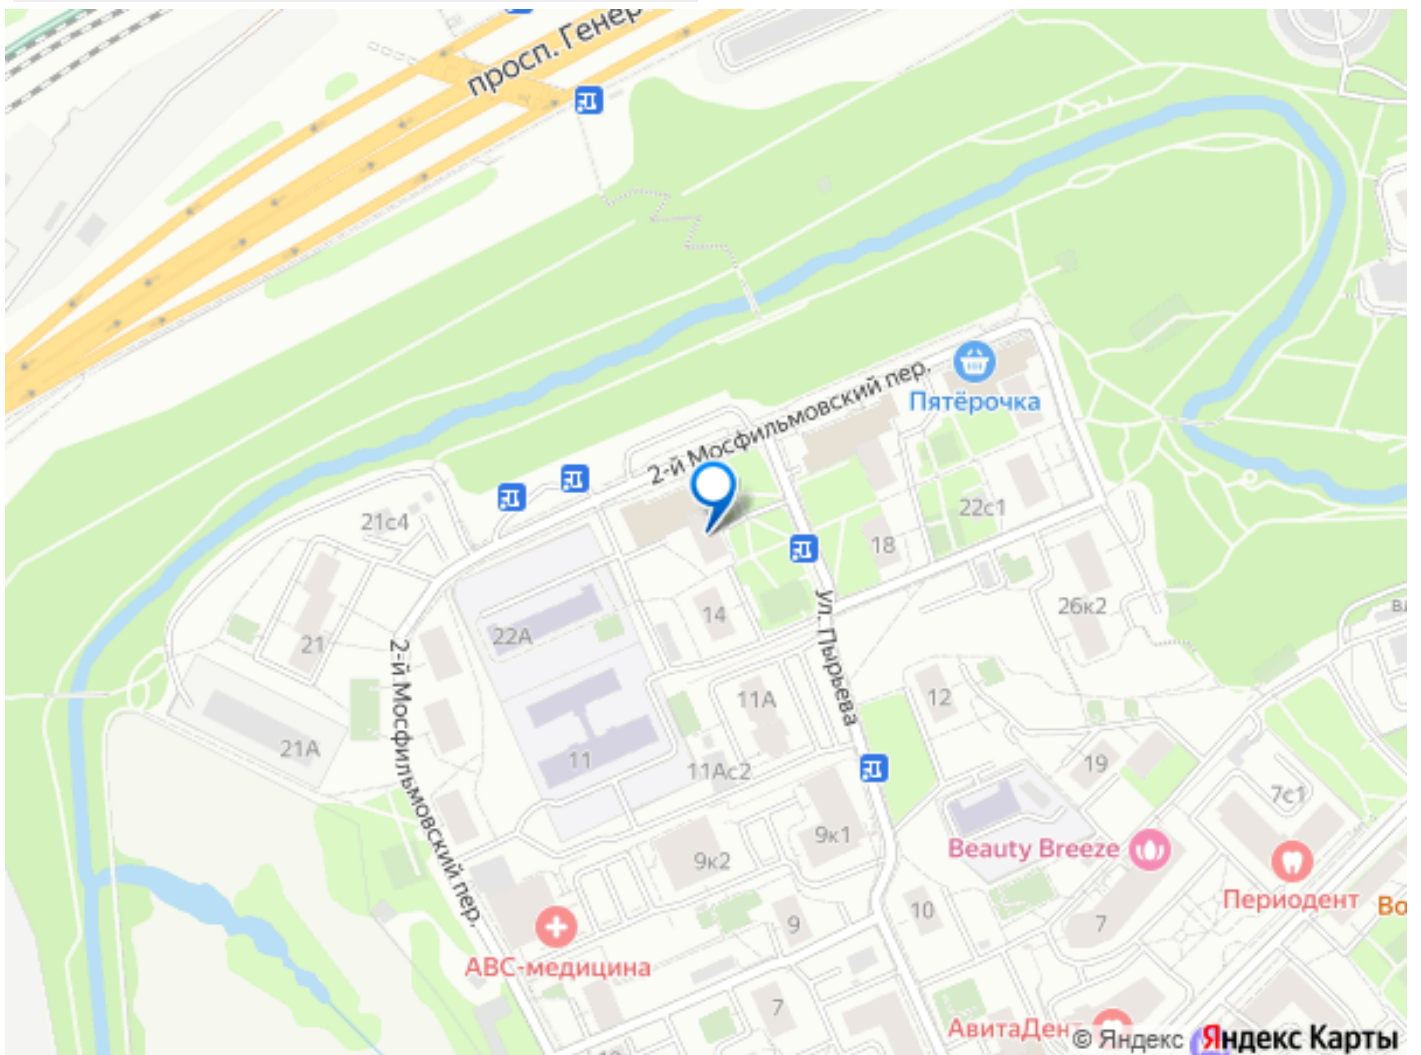 просп. Генер
2-й Мосфильмовский пер.
Пятёрочка
21с4
22с1
18
26к2
14
22А
21
2-й Мосфильмовский пер.
ул. Пырьева
11А
12
21А
11
11Ас2
19
7с1
9к1
Beauty Breeze
9к2
Периодент
Во
10
9
7
АВС-медицина
7
АвитаДент
© Яндекс Яндекс Карты